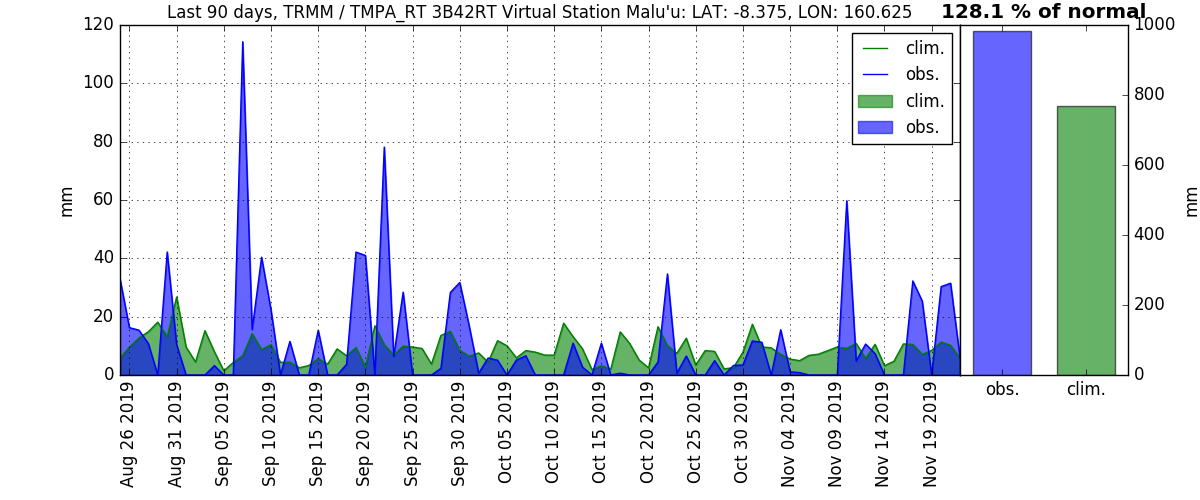 Last 90 days, TRMM / TMPA_RT 3B42RT Virtual Station Malu'u: LAT: -8.375, LON: 160.625
128.1 % of normal
120
100
80
60
40
20
0
mm
clim.
obs.
clim.
obs.
1000
800
600
400
200
0
mm
Aug 26 2019
Aug 31 2019
Sep 05 2019
Sep 10 2019
Sep 15 2019
Sep 20 2019
Sep 25 2019
Sep 30 2019
Oct 05 2019
Oct 10 2019
Oct 15 2019
Oct 20 2019
Oct 25 2019
Oct 30 2019
Nov 04 2019
Nov 09 2019
Nov 14 2019
Nov 19 2019
obs.
clim.